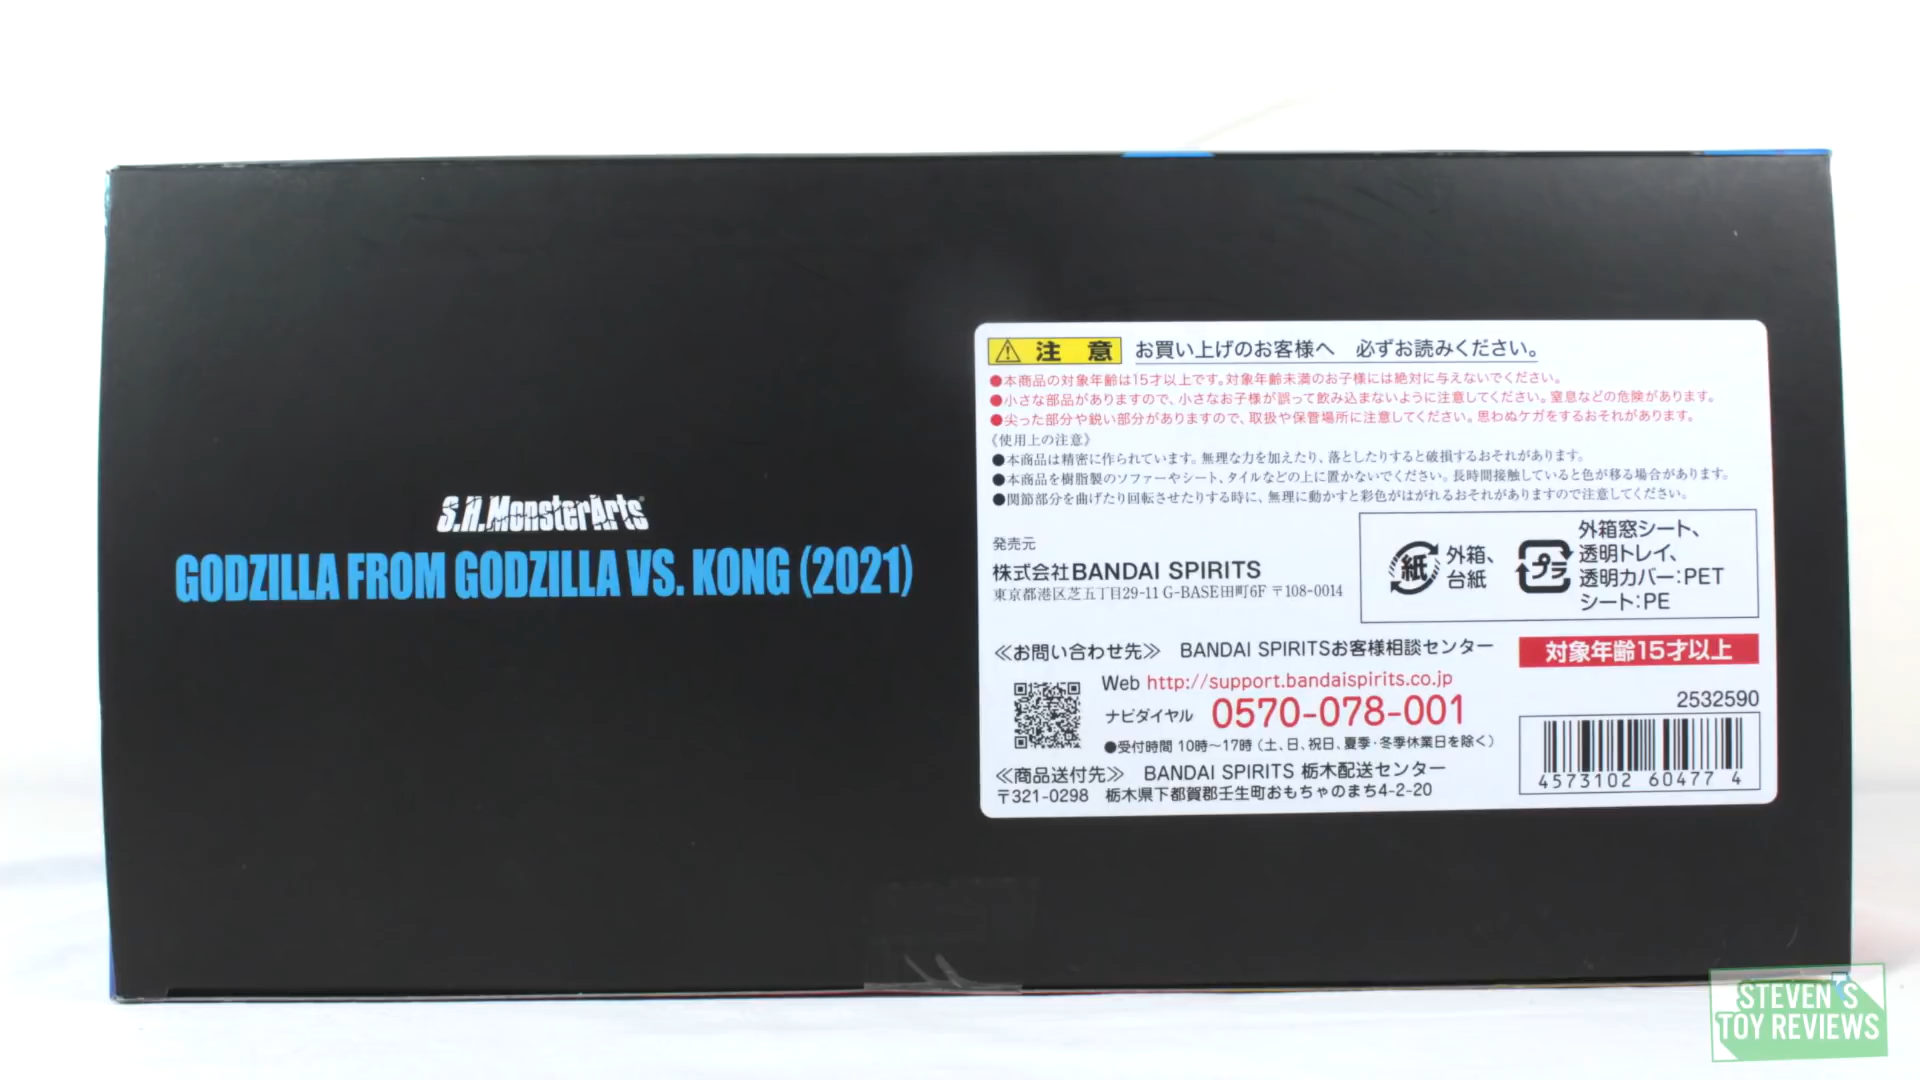 S.H.MonsterArts
GODZILLA FROM GODZILLA VS. KONG (2021)
注 意 お買い上げのお客様へ 必ずお読みください。
●本商品の対象年齢は15才以上です。対象年齢未満のお子様には絶対に与えないでください。
●小さな部品がありますので、小さなお子様が誤って飲み込まないように注意してください。窒息などの危険があります。
●尖った部分や鋭い部分がありますので、取扱や保管場所に注意してください。思わぬケガをするおそれがあります。
《使用上の注意》
●本商品は精密に作られています。無理な力を加えたり、落としたりすると破損するおそれがあります。
●本商品を樹脂製のソファーやシート、タイルなどの上に置かないでください。長時間接触していると色が移る場合があります。
●関節部分を曲げたり回転させたりする時に、無理に動かすと彩色がはがれるおそれがありますので注意してください。
発売元
株式会社BANDAI SPIRITS
東京都港区芝五丁目29-11 G-BASE田町6F 〒108-0014
紙 外箱、
台紙
プラ 外箱窓シート、
透明トレイ、
透明カバー:PET
シート:PE
≪お問い合わせ先≫ BANDAI SPIRITSお客様相談センター
Web http://support.bandaispirits.co.jp
ナビダイヤル 0570-078-001
●受付時間 10時～17時（土、日、祝日、夏季・冬季休業日を除く）
≪商品送付先≫ BANDAI SPIRITS 栃木配送センター
〒321-0298 栃木県下都賀郡壬生町おもちゃのまち4-2-20
対象年齢15才以上
2532590
4573102 60477 4
STEVEN'S
TOY REVIEWS